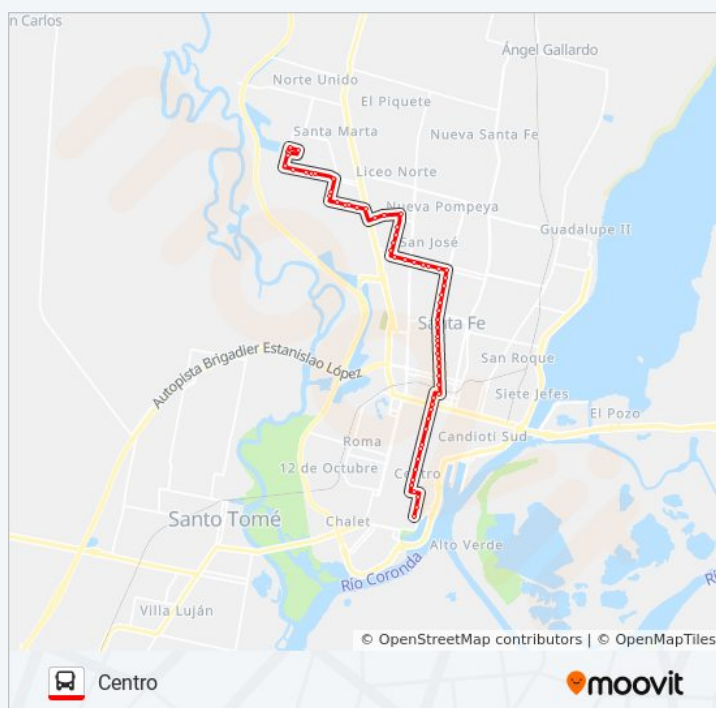 n Carlos
Ángel Gallardo
Norte Unido
El Piquete
Santa Marta
Nueva Santa Fe
Liceo Norte
Nueva Pompeya
Guadalupe II
San José
Santa Fe
Autopista Brigadier Estanislao López
San Roque
Siete Jefes
El Pozo
Roma
Candioti Sud
12 de Octubre
Centro
Santo Tomé
Chalet
Alto Verde
Río Coronda
Villa Luján
© OpenStreetMap contributors | © OpenMapTiles
Centro
moovit